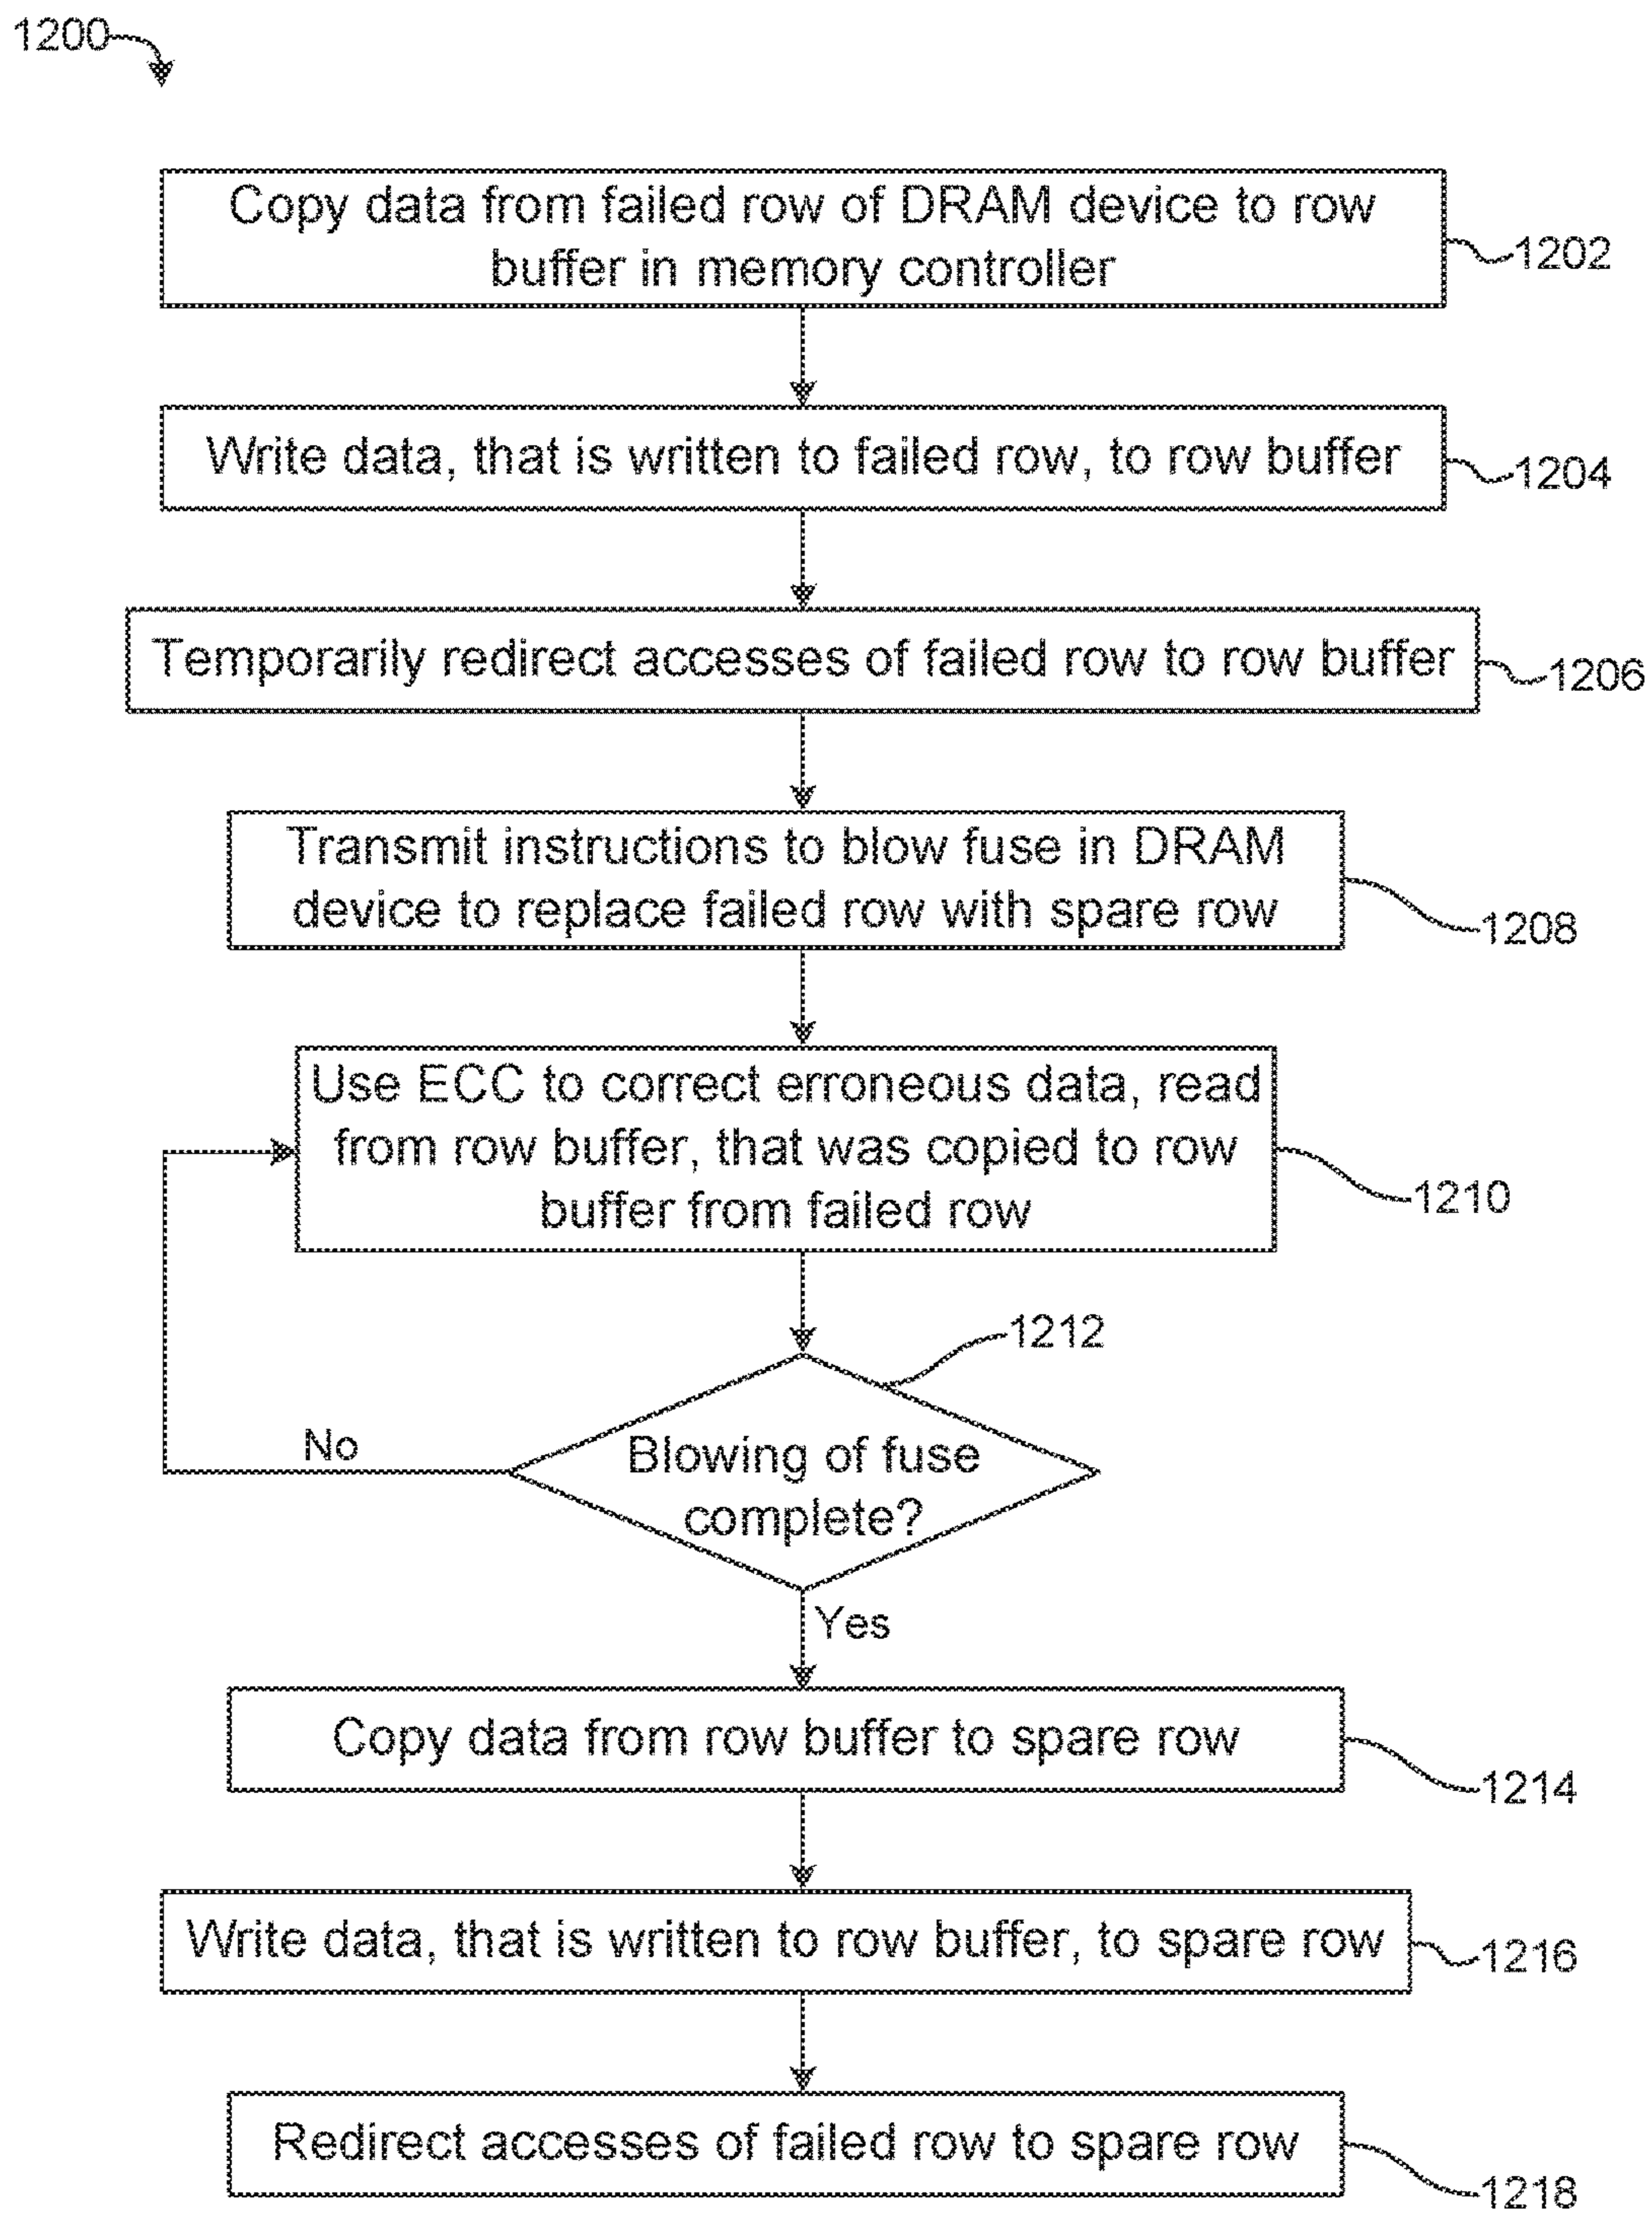 1200
Copy data from failed row of DRAM device to row
buffer in memory controller
1202
Write data, that is written to failed row, to row buffer
1204
Temporarily redirect accesses of failed row to row buffer
1206
Transmit instructions to blow fuse in DRAM
device to replace failed row with spare row
1208
Use ECC to correct erroneous data, read
from row buffer, that was copied to row
buffer from failed row
1210
1212
No
Blowing of fuse
complete?
Yes
Copy data from row buffer to spare row
1214
Write data, that is written to row buffer, to spare row
1216
Redirect accesses of failed row to spare row
1218